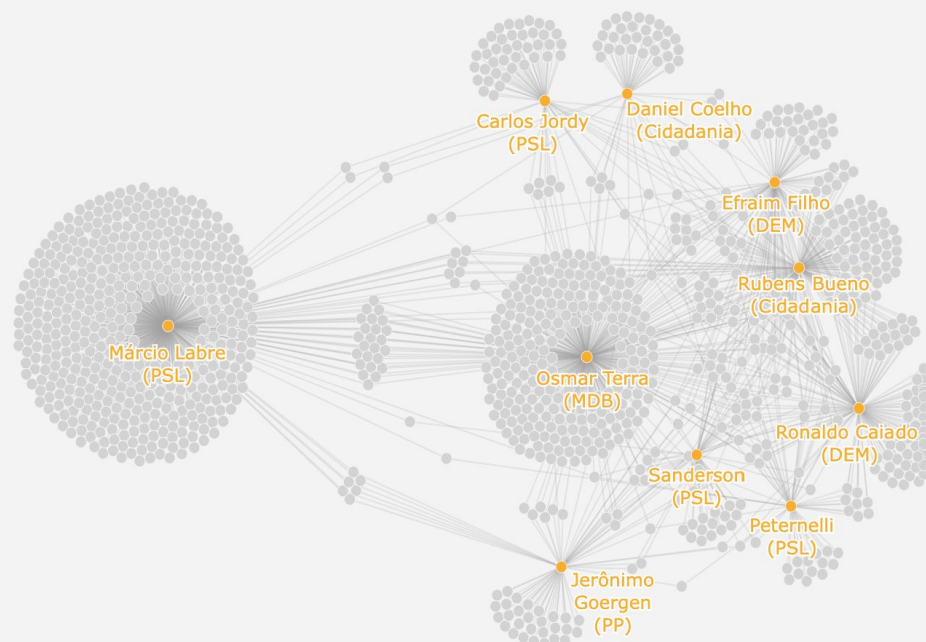 Carlos Jordy
(PSL)
Daniel Coelho
(Cidadania)
Efraim Filho
(DEM)
Rubens Bueno
(Cidadania)
Márcio Labre
(PSL)
Osmar Terra
(MDB)
Ronaldo Caiado
(DEM)
Sanderson
(PSL)
Peternelli
(PSL)
Jerônimo
Goergen
(PP)